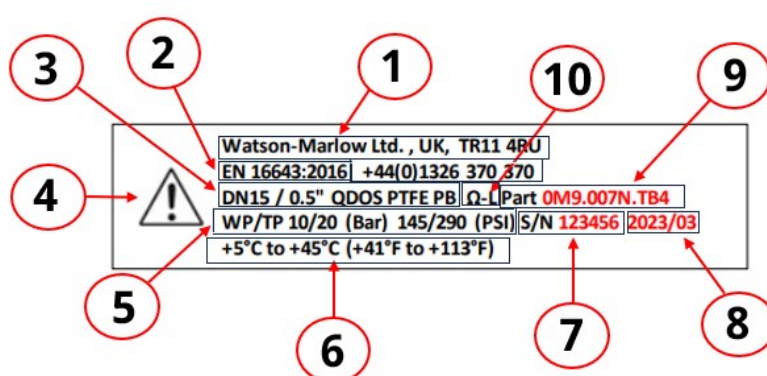 3
2
1
10
9
Watson-Marlow Ltd. , UK, TR11 4RU
EN 16643:2016 +44(0)1326 370 370
4
DN15 / 0.5" QDOS PTFE PB Ω-L Part 0M9.007N.TB4
WP/TP 10/20 (Bar) 145/290 (PSI) S/N 123456 2023/03
+5°C to +45°C (+41°F to +113°F)
5
6
7
8